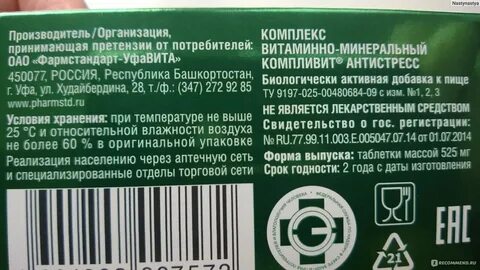 Nastynastya
Производитель/Организация,
принимающая претензии от потребителей:
ОАО «Фармстандарт-УфаВИТА»
450077, РОССИЯ, Республика Башкортостан,
г. Уфа, ул. Худайбердина, 28, т./ф.: (347) 272 92 85
www.pharmstd.ru
Условия хранения: при температуре не выше
25 °С и относительной влажности воздуха
не более 60 % в оригинальной упаковке
Реализация населению через аптечную сеть
и специализированные отделы торговой сети
КОМПЛЕКС
ВИТАМИННО-МИНЕРАЛЬНЫЙ
КОМПЛИВИТ® АНТИСТРЕСС
Биологически активная добавка к пище
ТУ 9197-025-00480684-09 с изм. №1, 2, 3
НЕ ЯВЛЯЕТСЯ ЛЕКАРСТВЕННЫМ СРЕДСТВОМ
Свидетельство о гос. регистрации:
№ RU.77.99.11.003.Е.005047.07.14 от 01.07.2014
Форма выпуска: таблетки массой 525 мг
Срок годности: 2 года с даты изготовления
21
EAC
RECOMMEND.RU